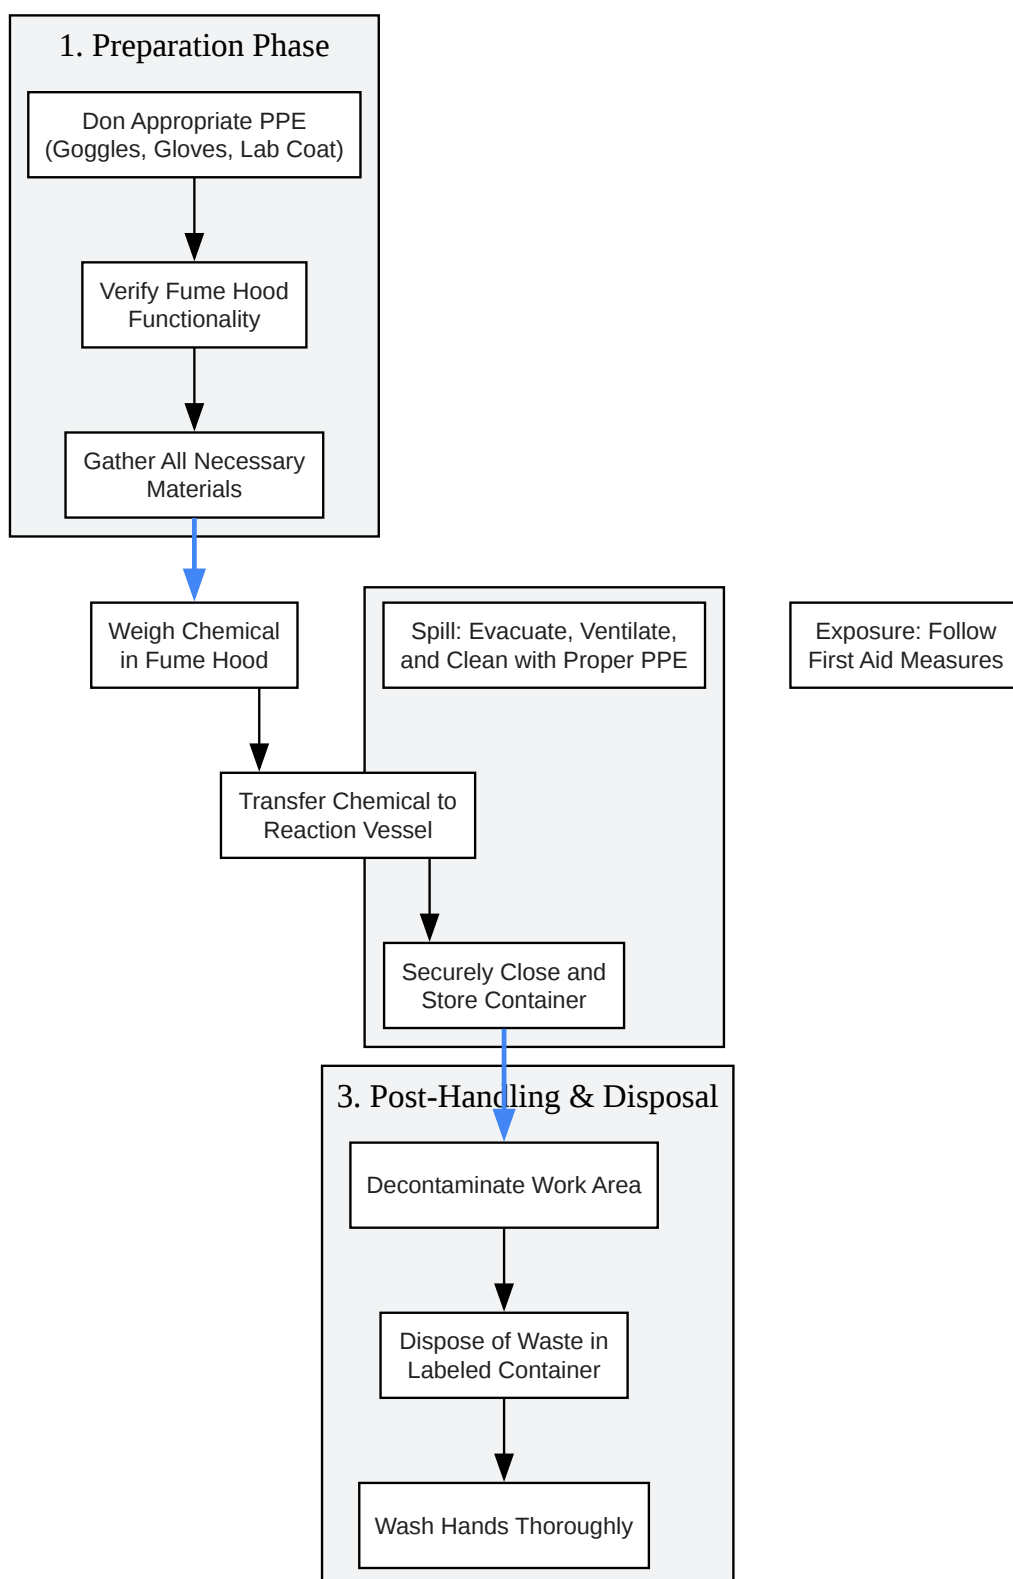 1. Preparation Phase
Don Appropriate PPE
(Goggles, Gloves, Lab Coat)
Verify Fume Hood
Functionality
Gather All Necessary
Materials
Weigh Chemical
in Fume Hood
Spill: Evacuate, Ventilate,
and Clean with Proper PPE
Exposure: Follow
First Aid Measures
Transfer Chemical to
Reaction Vessel
Securely Close and
Store Container
3. Post-Handling & Disposal
Decontaminate Work Area
Dispose of Waste in
Labeled Container
Wash Hands Thoroughly